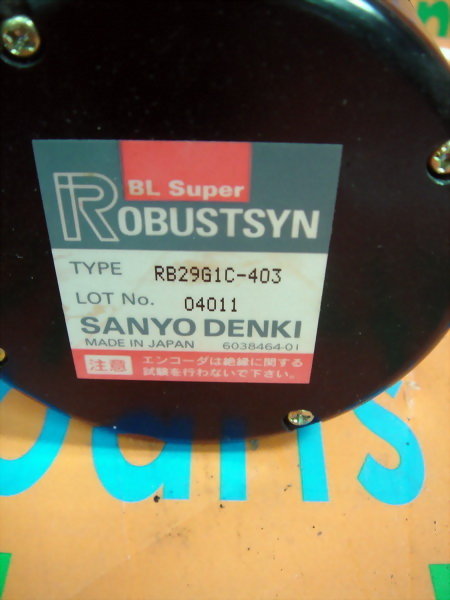 BL Super
ROBUSTSYN
TYPE RB29G1C-403
LOT No. 04011
SANYO DENKI
MADE IN JAPAN 6038464-01
注意 エンコーダは絶縁に関する
試験を行わないで下さい。
arts